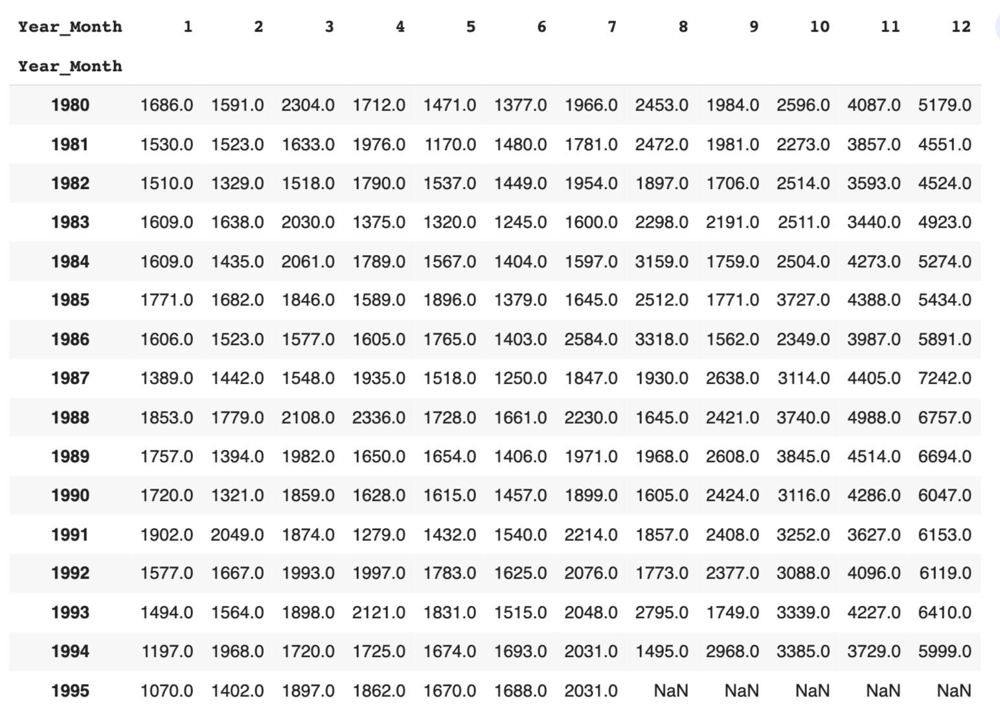 Year_Month 1 2 3 4 5 6 7 8 9 10 11 12
Year_Month
1980 1686.0 1591.0 2304.0 1712.0 1471.0 1377.0 1966.0 2453.0 1984.0 2596.0 4087.0 5179.0
1981 1530.0 1523.0 1633.0 1976.0 1170.0 1480.0 1781.0 2472.0 1981.0 2273.0 3857.0 4551.0
1982 1510.0 1329.0 1518.0 1790.0 1537.0 1449.0 1954.0 1897.0 1706.0 2514.0 3593.0 4524.0
1983 1609.0 1638.0 2030.0 1375.0 1320.0 1245.0 1600.0 2298.0 2191.0 2511.0 3440.0 4923.0
1984 1609.0 1435.0 2061.0 1789.0 1567.0 1404.0 1597.0 3159.0 1759.0 2504.0 4273.0 5274.0
1985 1771.0 1682.0 1846.0 1589.0 1896.0 1379.0 1645.0 2512.0 1771.0 3727.0 4388.0 5434.0
1986 1606.0 1523.0 1577.0 1605.0 1765.0 1403.0 2584.0 3318.0 1562.0 2349.0 3987.0 5891.0
1987 1389.0 1442.0 1548.0 1935.0 1518.0 1250.0 1847.0 1930.0 2638.0 3114.0 4405.0 7242.0
1988 1853.0 1779.0 2108.0 2336.0 1728.0 1661.0 2230.0 1645.0 2421.0 3740.0 4988.0 6757.0
1989 1757.0 1394.0 1982.0 1650.0 1654.0 1406.0 1971.0 1968.0 2608.0 3845.0 4514.0 6694.0
1990 1720.0 1321.0 1859.0 1628.0 1615.0 1457.0 1899.0 1605.0 2424.0 3116.0 4286.0 6047.0
1991 1902.0 2049.0 1874.0 1279.0 1432.0 1540.0 2214.0 1857.0 2408.0 3252.0 3627.0 6153.0
1992 1577.0 1667.0 1993.0 1997.0 1783.0 1625.0 2076.0 1773.0 2377.0 3088.0 4096.0 6119.0
1993 1494.0 1564.0 1898.0 2121.0 1831.0 1515.0 2048.0 2795.0 1749.0 3339.0 4227.0 6410.0
1994 1197.0 1968.0 1720.0 1725.0 1674.0 1693.0 2031.0 1495.0 2968.0 3385.0 3729.0 5999.0
1995 1070.0 1402.0 1897.0 1862.0 1670.0 1688.0 2031.0 NaN NaN NaN NaN NaN